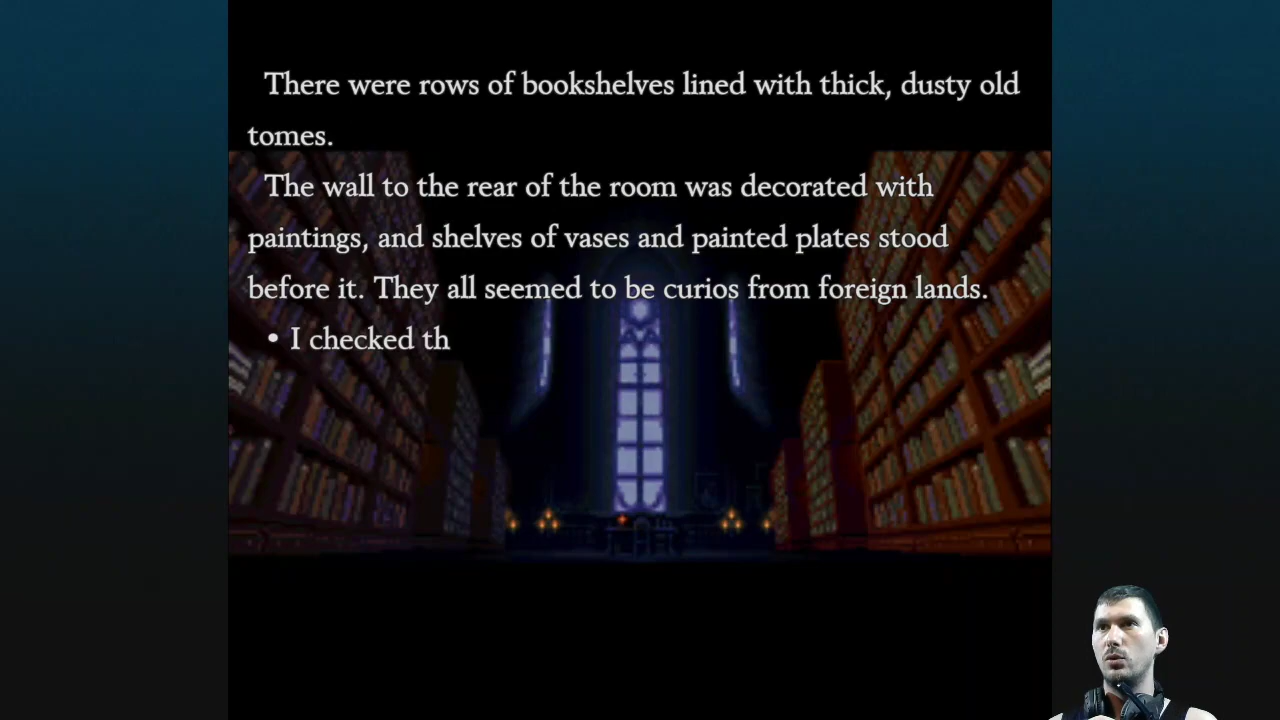 There were rows of bookshelves lined with thick, dusty old
tomes.
The wall to the rear of the room was decorated with
paintings, and shelves of vases and painted plates stood
before it. They all seemed to be curios from foreign lands.
• I checked th